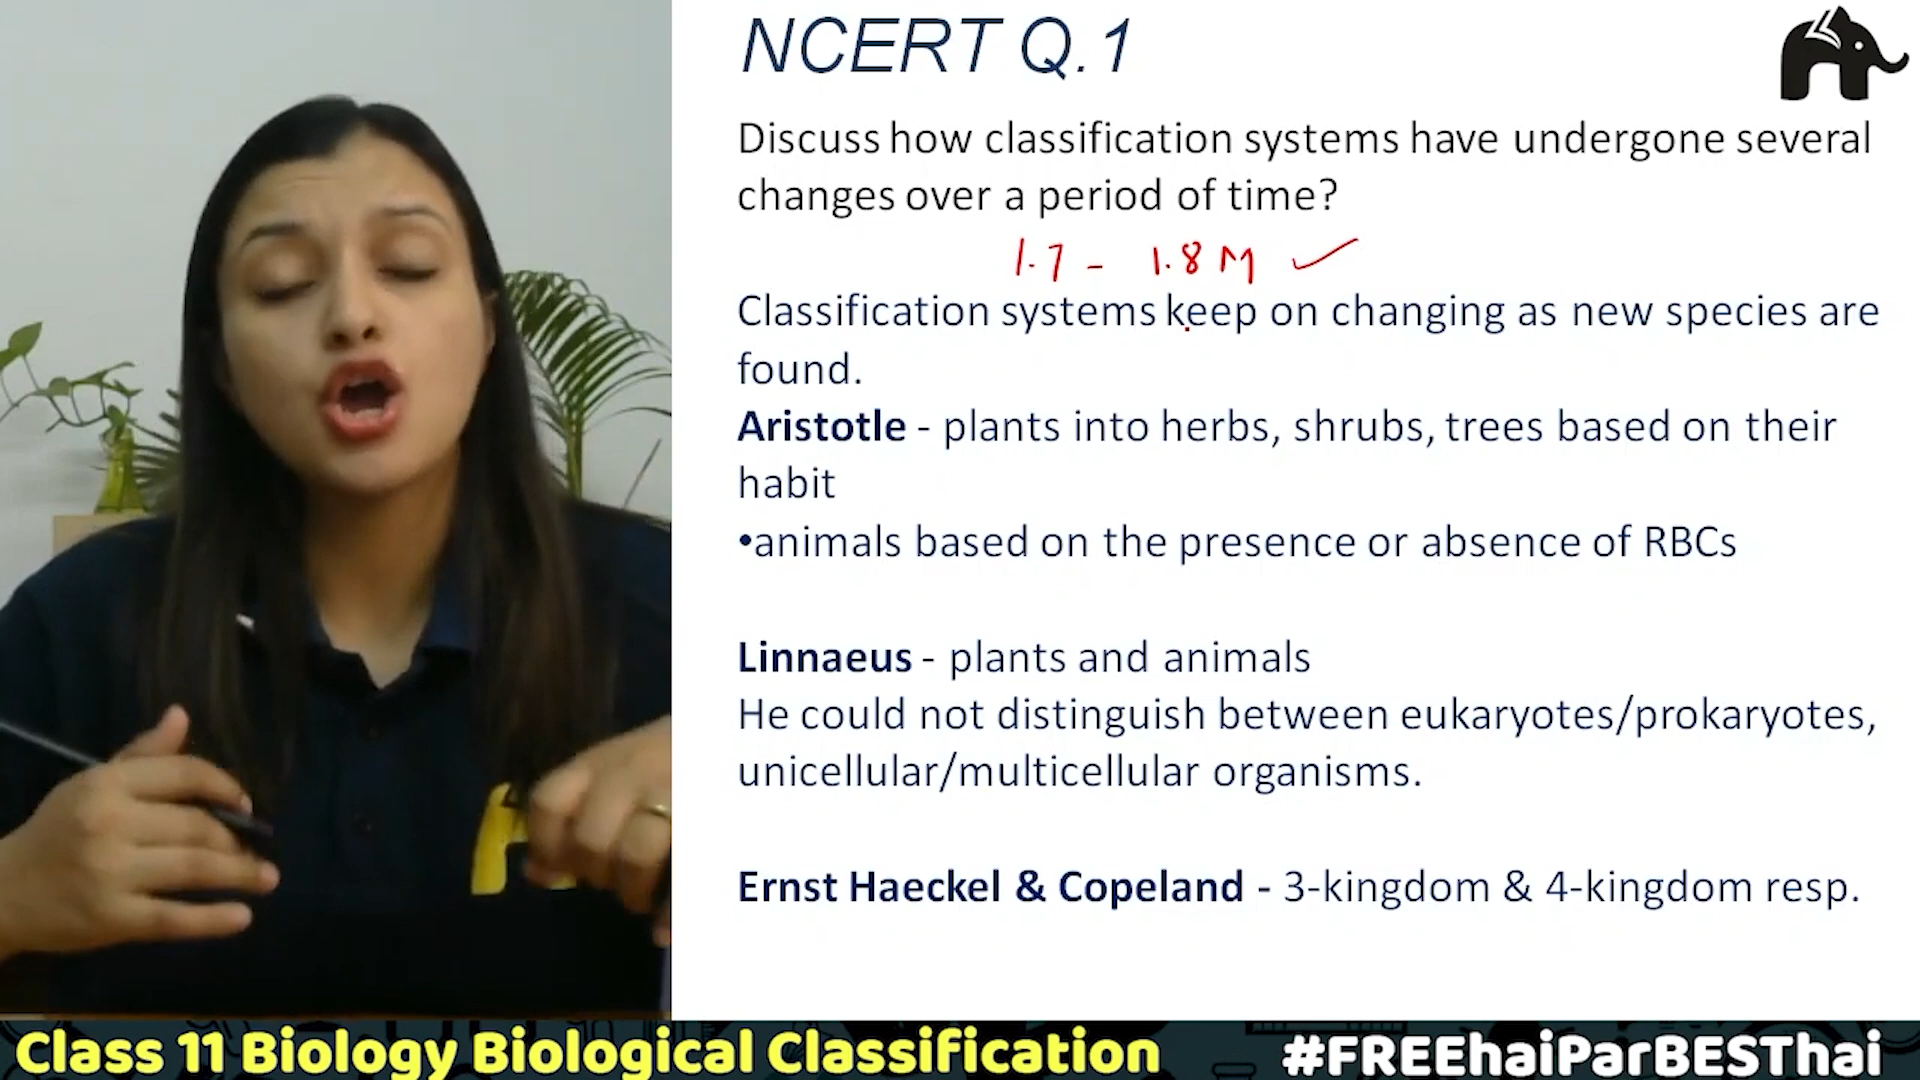 NCERT Q.1
Discuss how classification systems have undergone several
changes over a period of time?
1.7 - 1.8 M ✓
Classification systems keep on changing as new species are
found.
Aristotle - plants into herbs, shrubs, trees based on their
habit
•animals based on the presence or absence of RBCs
Linnaeus - plants and animals
He could not distinguish between eukaryotes/prokaryotes,
unicellular/multicellular organisms.
Ernst Haeckel & Copeland - 3-kingdom & 4-kingdom resp.
Class 11 Biology Biological Classification
#FREEhaiParBESThai